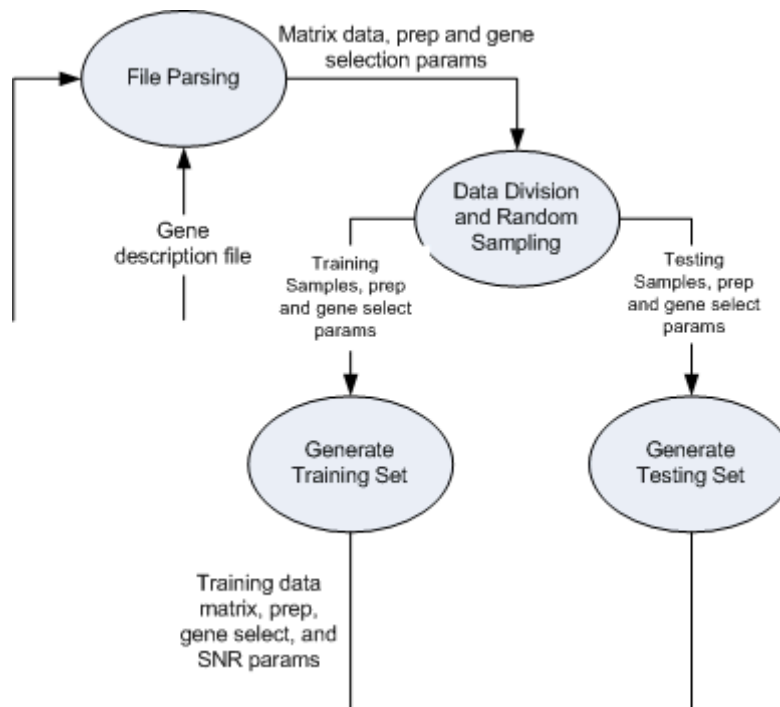 Matrix data, prep and gene
selection params
File Parsing
Data Division
and Random
Sampling
Gene
description file
Training
Samples, prep
and gene select
params
Testing
Samples, prep
and gene select
params
Generate
Training Set
Generate
Testing Set
Training data
matrix, prep,
gene select, and
SNR params